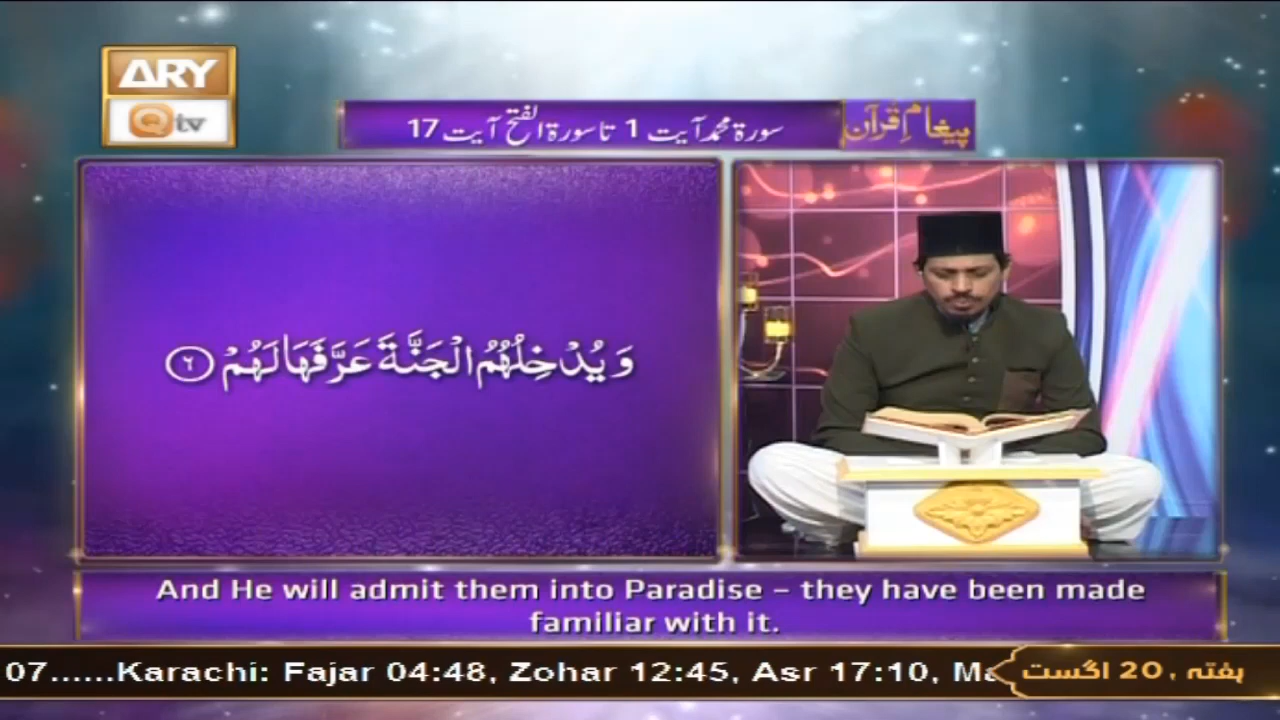 ARY
Qtv
پیغامِ قرآن
سورۃ محمد آیت 1 تا سورۃ الفتح آیت 17
وَيُدْخِلُهُمُ الْجَنَّةَ عَرَّفَهَا لَهُمْ ۝٦
And He will admit them into Paradise – they have been made
familiar with it.
07......Karachi: Fajar 04:48, Zohar 12:45, Asr 17:10, Ma
ہفتہ , 20 اگست